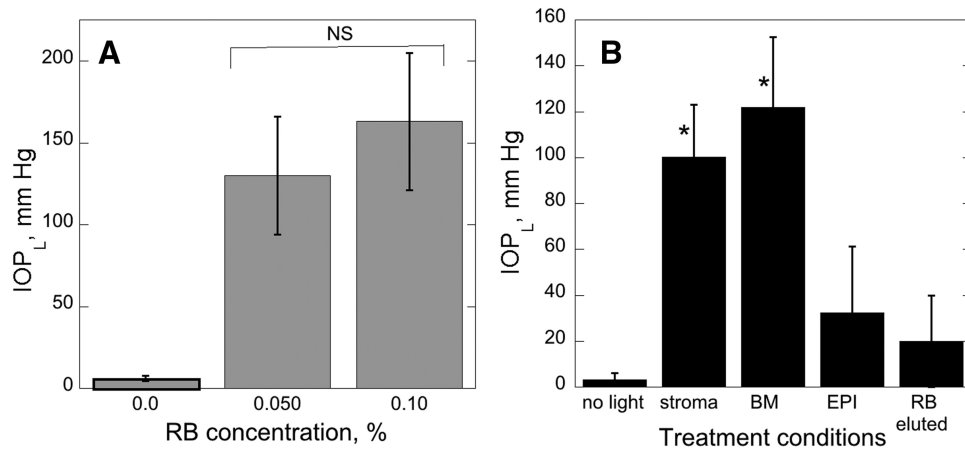 A
NS
IOP_L, mm Hg
200
150
100
50
0
0.0 0.050 0.10
RB concentration, %
B
IOP_L, mm Hg
160
140
120
100
80
60
40
20
0
*
*
no light stroma BM EPI RB
eluted
Treatment conditions